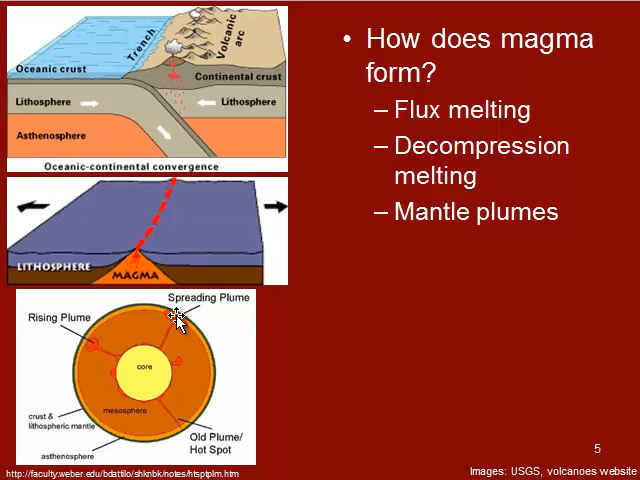 Trench
Volcanic
arc
Oceanic crust
Continental crust
Lithosphere
Lithosphere
Asthenosphere
Oceanic-continental convergence
LITHOSPHERE
MAGMA
Spreading Plume
Rising Plume
core
mesosphere
crust &
lithospheric mantle
Old Plume/
Hot Spot
asthenosphere
http://faculty.weber.edu/bdattilo/shknbk/notes/htsptplm.htm
• How does magma
form?
– Flux melting
– Decompression
melting
– Mantle plumes
5
Images: USGS, volcanoes website